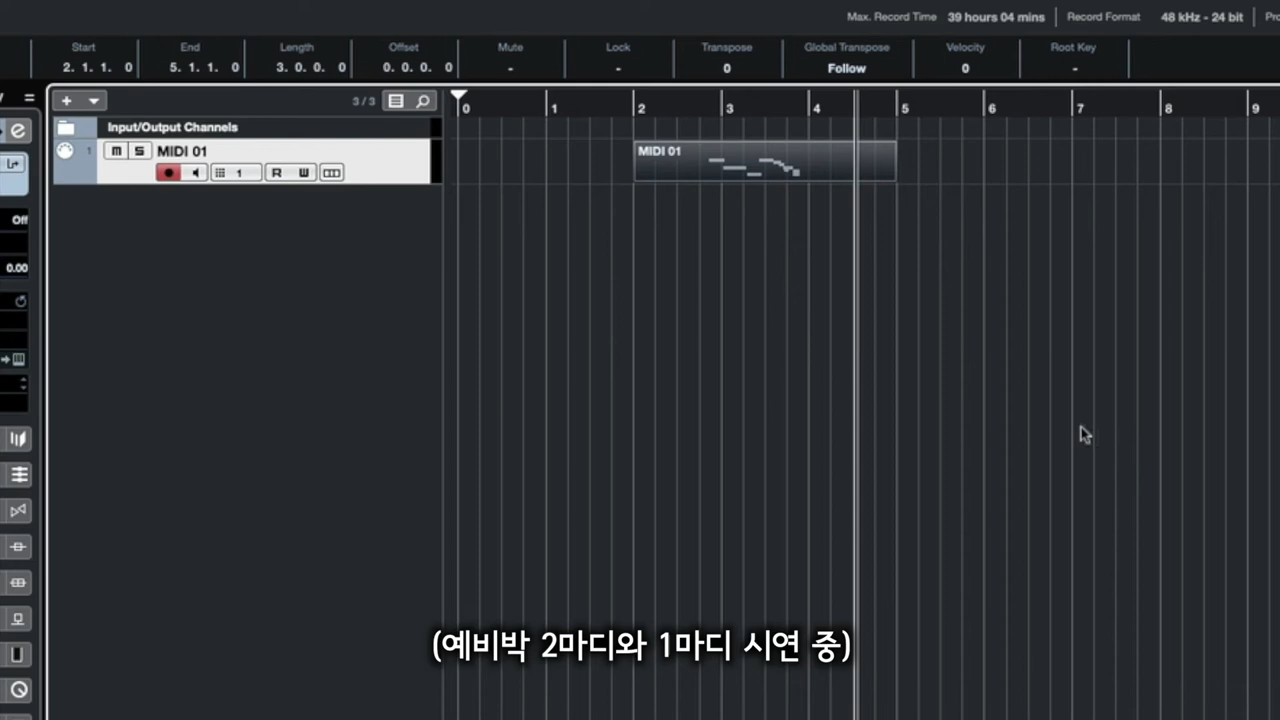 Max. Record Time 39 hours 04 mins Record Format 48 kHz - 24 bit
Start End Length Offset Mute Lock Transpose Global Transpose Velocity Root Key
2. 1. 1. 0 5. 1. 1. 0 3. 0. 0. 0 0. 0. 0. 0 - - 0 Follow 0 -
+ 3 / 3 0 1 2 3 4 5 6 7 8 9
Input/Output Channels
1 m S MIDI 01 MIDI 01
1 R W
Off
0.00
(예비박 2마디와 1마디 시연 중)